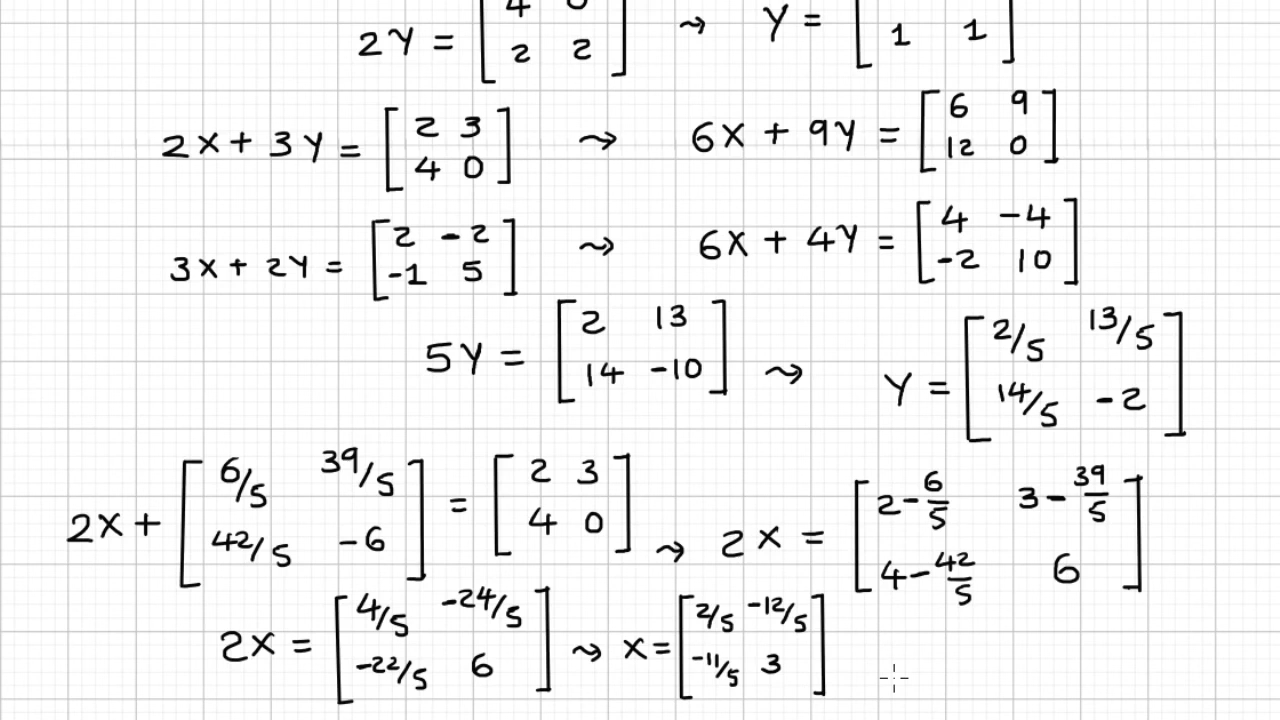 2Y = [4 0; 2 2] ⇝ Y = [1 1]
2X + 3Y = [2 3; 4 0] ⇝ 6X + 9Y = [6 9; 12 0]
3X + 2Y = [2 -2; -1 5] ⇝ 6X + 4Y = [4 -4; -2 10]
5Y = [2 13; 14 -10] ⇝ Y = [2/5 13/5; 14/5 -2]
2X + [6/5 39/5; 42/5 -6] = [2 3; 4 0] ⇝ 2X = [2-6/5 3-39/5; 4-42/5 6]
2X = [4/5 -24/5; -22/5 6] ⇝ X = [2/5 -12/5; -11/5 3]